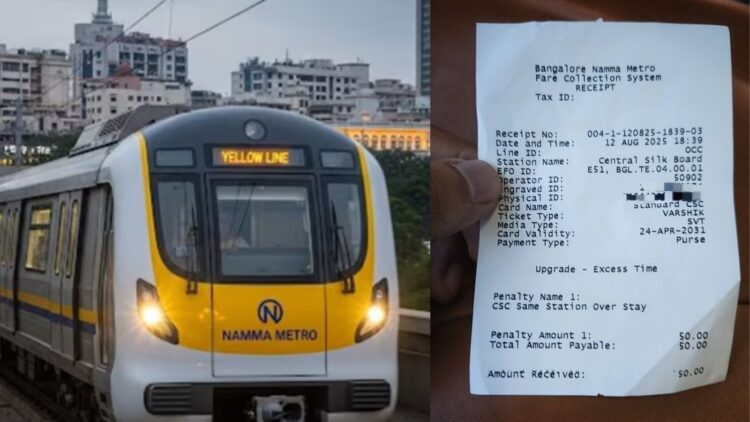 YELLOW LINE
NAMMA METRO
Bangalore Namma Metro
Fare Collection System
RECEIPT
Tax ID:
Receipt No: 004-1-120825-1839-03
Date and Time: 12 AUG 2025 18:39
Line ID: OCC
Station Name: Central Silk Board
EFO ID: E51, BGL.TE.04.00.01
Operator ID: 50902
Engraved ID:
Physical ID:
Card Name: Standard CSC
Ticket Type: VARSHIK
Media Type: SVT
Card Validity: 24-APR-2031
Payment Type: Purse
Upgrade - Excess Time
Penalty Name 1:
CSC Same Station Over Stay
Penalty Amount 1: 50.00
Total Amount Payable: 50.00
Amount Received: 50.00